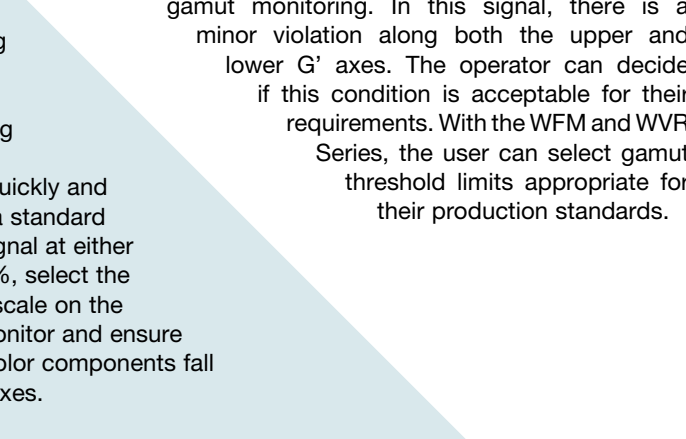 g
g
uickly and
a standard
gnal at either
%, select the
scale on the
onitor and ensure
olor components fall
xes.
gamut monitoring. In this signal, there is a
minor violation along both the upper and
lower G’ axes. The operator can decide
if this condition is acceptable for their
requirements. With the WFM and WVR
Series, the user can select gamut
threshold limits appropriate for
their production standards.